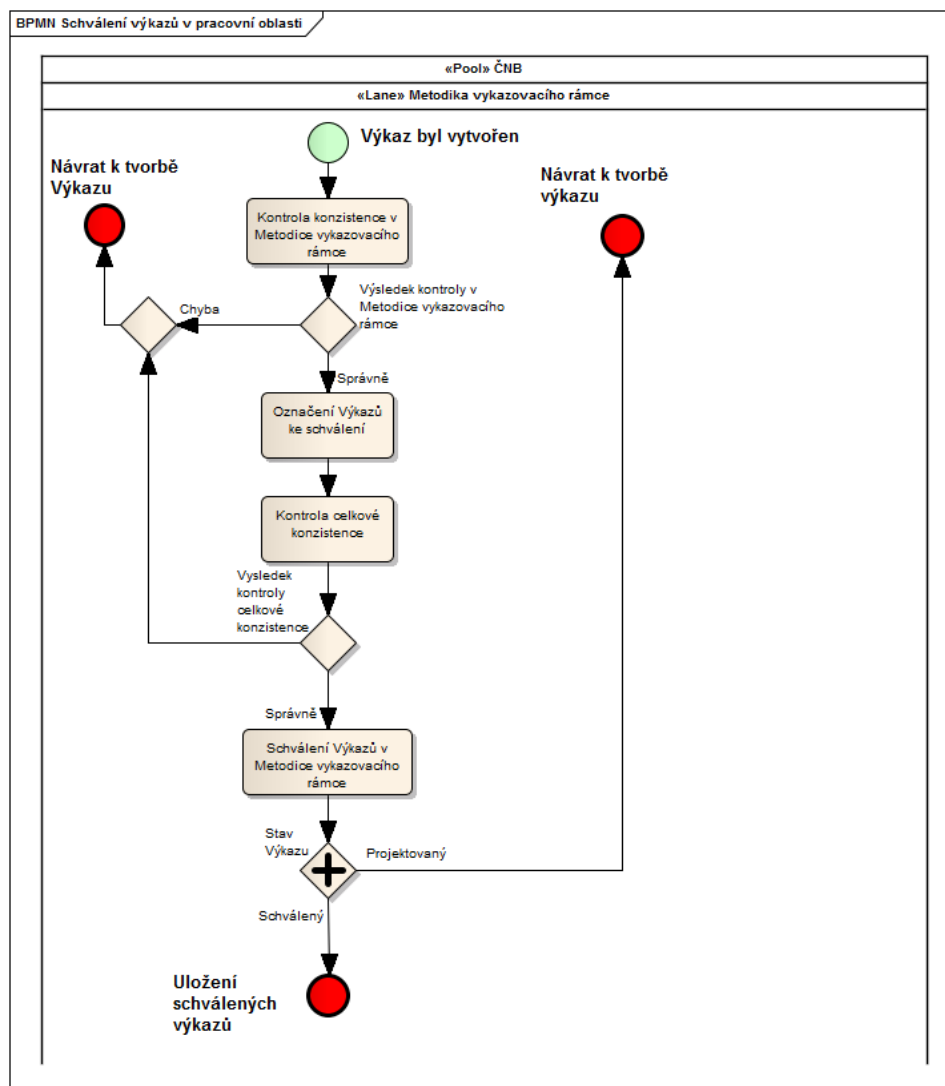 BPMN Schválení výkazů v pracovní oblasti
«Pool» ČNB
«Lane» Metodika vykazovacího rámce
Výkaz byl vytvořen
Návrat k tvorbě
Výkazu
Návrat k tvorbě
výkazu
Kontrola konzistence v
Metodice vykazovacího
rámce
Výsledek kontroly v
Metodice vykazovacího
rámce
Chyba
Správně
Označení Výkazů
ke schválení
Kontrola celkové
konzistence
Vysledek
kontroly
celkové
konzistence
Správně
Schválení Výkazů v
Metodice vykazovacího
rámce
Stav
Výkazu
Projektovaný
Schválený
Uložení
schválených
výkazů